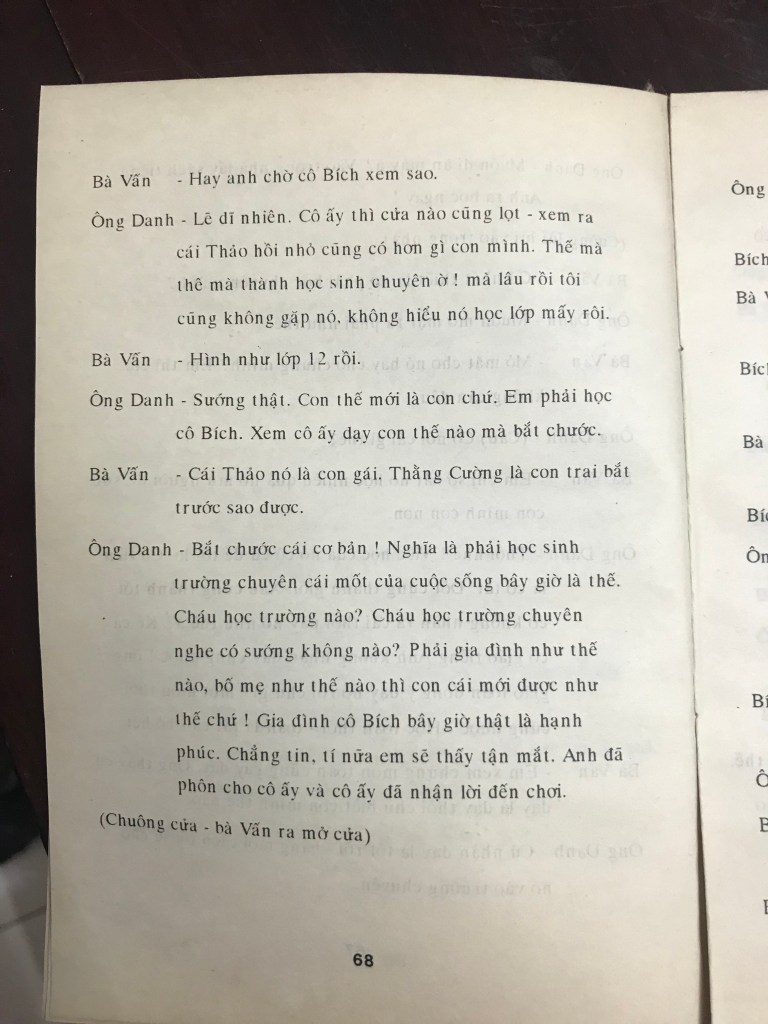 Bà Vấn - Hay anh chờ cô Bích xem sao.
Ông Danh - Lẽ dĩ nhiên. Cô ấy thì cửa nào cũng lọt - xem ra
cái Thảo hồi nhỏ cũng có hơn gì con mình. Thế mà
thế mà thành học sinh chuyên ờ ! mà lâu rồi tôi
cũng không gặp nó, không hiểu nó học lớp mấy rồi.
Bà Vấn - Hình như lớp 12 rồi.
Ông Danh - Sướng thật. Con thế mới là con chứ. Em phải học
cô Bích. Xem cô ấy dạy con thế nào mà bắt chước.
Bà Vấn - Cái Thảo nó là con gái, Thằng Cường là con trai bắt
trước sao được.
Ông Danh - Bắt chước cái cơ bản ! Nghĩa là phải học sinh
trường chuyên cái mốt của cuộc sống bây giờ là thế.
Cháu học trường nào? Cháu học trường chuyên
nghe có sướng không nào? Phải gia đình như thế
nào, bố mẹ như thế nào thì con cái mới được như
thế chứ ! Gia đình cô Bích bây giờ thật là hạnh
phúc. Chẳng tin, tí nữa em sẽ thấy tận mắt. Anh đã
phôn cho cô ấy và cô ấy đã nhận lời đến chơi.
(Chuông cửa - bà Vấn ra mở cửa)
68
Ông
Bích
Bà
Bích
Bà